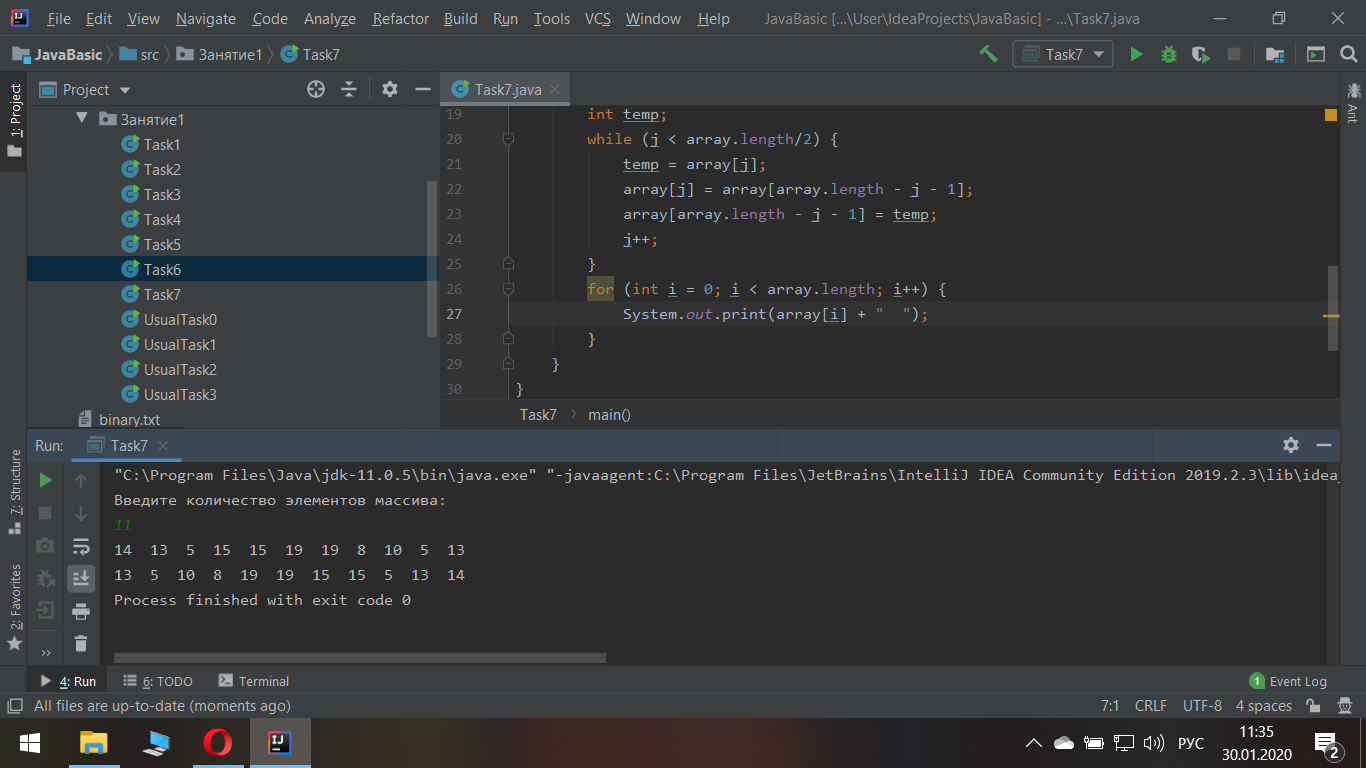 File Edit View Navigate Code Analyze Refactor Build Run Tools VCS Window Help JavaBasic [...\User\IdeaProjects\JavaBasic] - ...\Task7.java
JavaBasic src Занятие1 Task7 Task7
1: Project
Project
Занятие1
Task1
Task2
Task3
Task4
Task5
Task6
Task7
UsualTask0
UsualTask1
UsualTask2
UsualTask3
binary.txt
Task7.java
19 int temp;
20 while (j < array.length/2) {
21 temp = array[j];
22 array[j] = array[array.length - j - 1];
23 array[array.length - j - 1] = temp;
24 j++;
25 }
26 for (int i = 0; i < array.length; i++) {
27 System.out.print(array[i] + "  ");
28 }
29 }
30 }
Task7 main()
Ant
Run: Task7
7: Structure
2: Favorites
"C:\Program Files\Java\jdk-11.0.5\bin\java.exe" "-javaagent:C:\Program Files\JetBrains\IntelliJ IDEA Community Edition 2019.2.3\lib\idea_
Введите количество элементов массива:
11
14  13  5  15  15  19  19  8  10  5  13
13  5  10  8  19  19  15  15  5  13  14
Process finished with exit code 0
4: Run 6: TODO Terminal 1 Event Log
All files are up-to-date (moments ago) 7:1 CRLF UTF-8 4 spaces
IJ РУС 11:35
30.01.2020 2